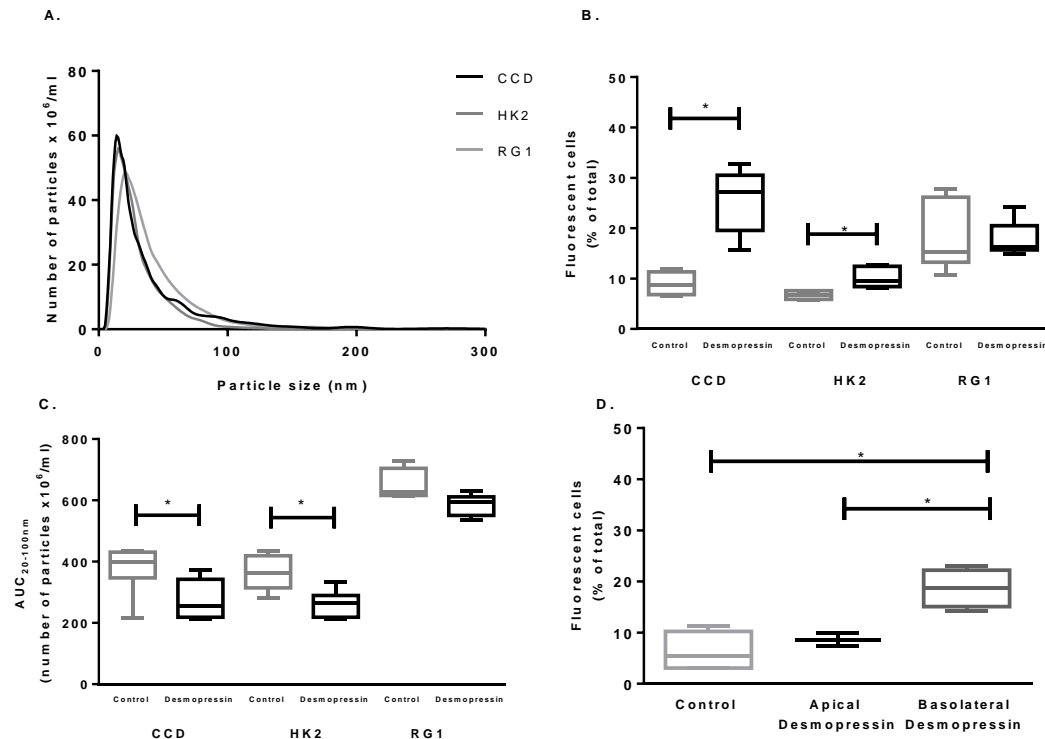 A.
Number of particles x 10⁶/ml
80
60
40
20
0
0 100 200 300
Particle size (nm)
CCD
HK2
RG1
B.
Fluorescent cells
(% of total)
50
40
30
20
10
0
*
*
Control Desmopressin Control Desmopressin Control Desmopressin
CCD HK2 RG1
C.
AUC₂₀₋₁₀₀nm
(number of particles x10⁶/ml)
800
600
400
200
0
*
*
Control Desmopressin Control Desmopressin Control Desmopressin
CCD HK2 RG1
D.
Fluorescent cells
(% of total)
50
40
30
20
10
0
*
*
Control Apical Basolateral
Desmopressin Desmopressin